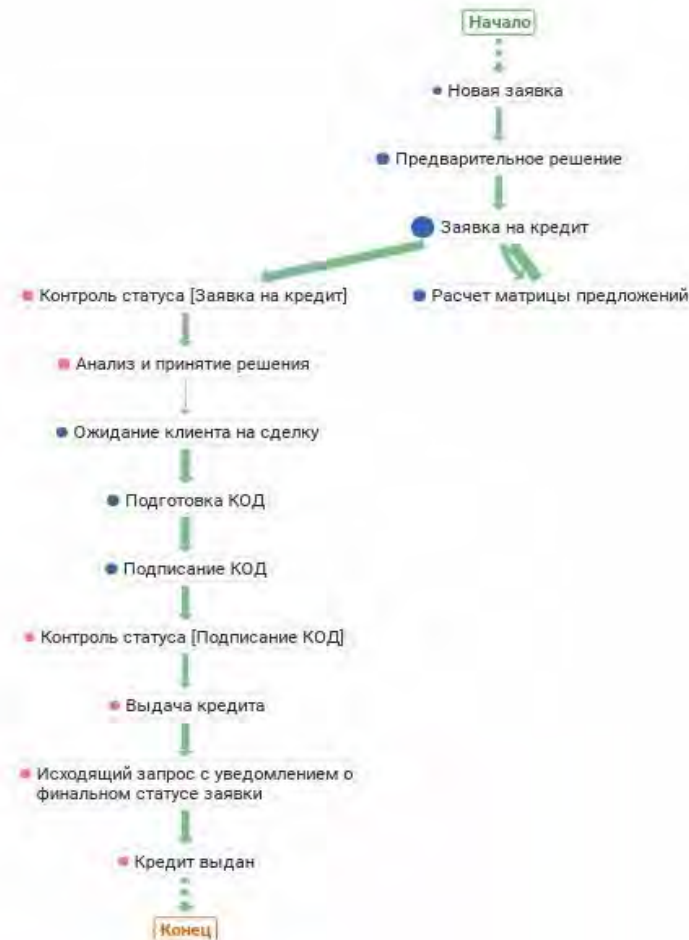 Начало
Новая заявка
Предварительное решение
Заявка на кредит
Контроль статуса [Заявка на кредит]
Расчет матрицы предложений
Анализ и принятие решения
Ожидание клиента на сделку
Подготовка КОД
Подписание КОД
Контроль статуса [Подписание КОД]
Выдача кредита
Исходящий запрос с уведомлением о
финальном статусе заявки
Кредит выдан
Конец